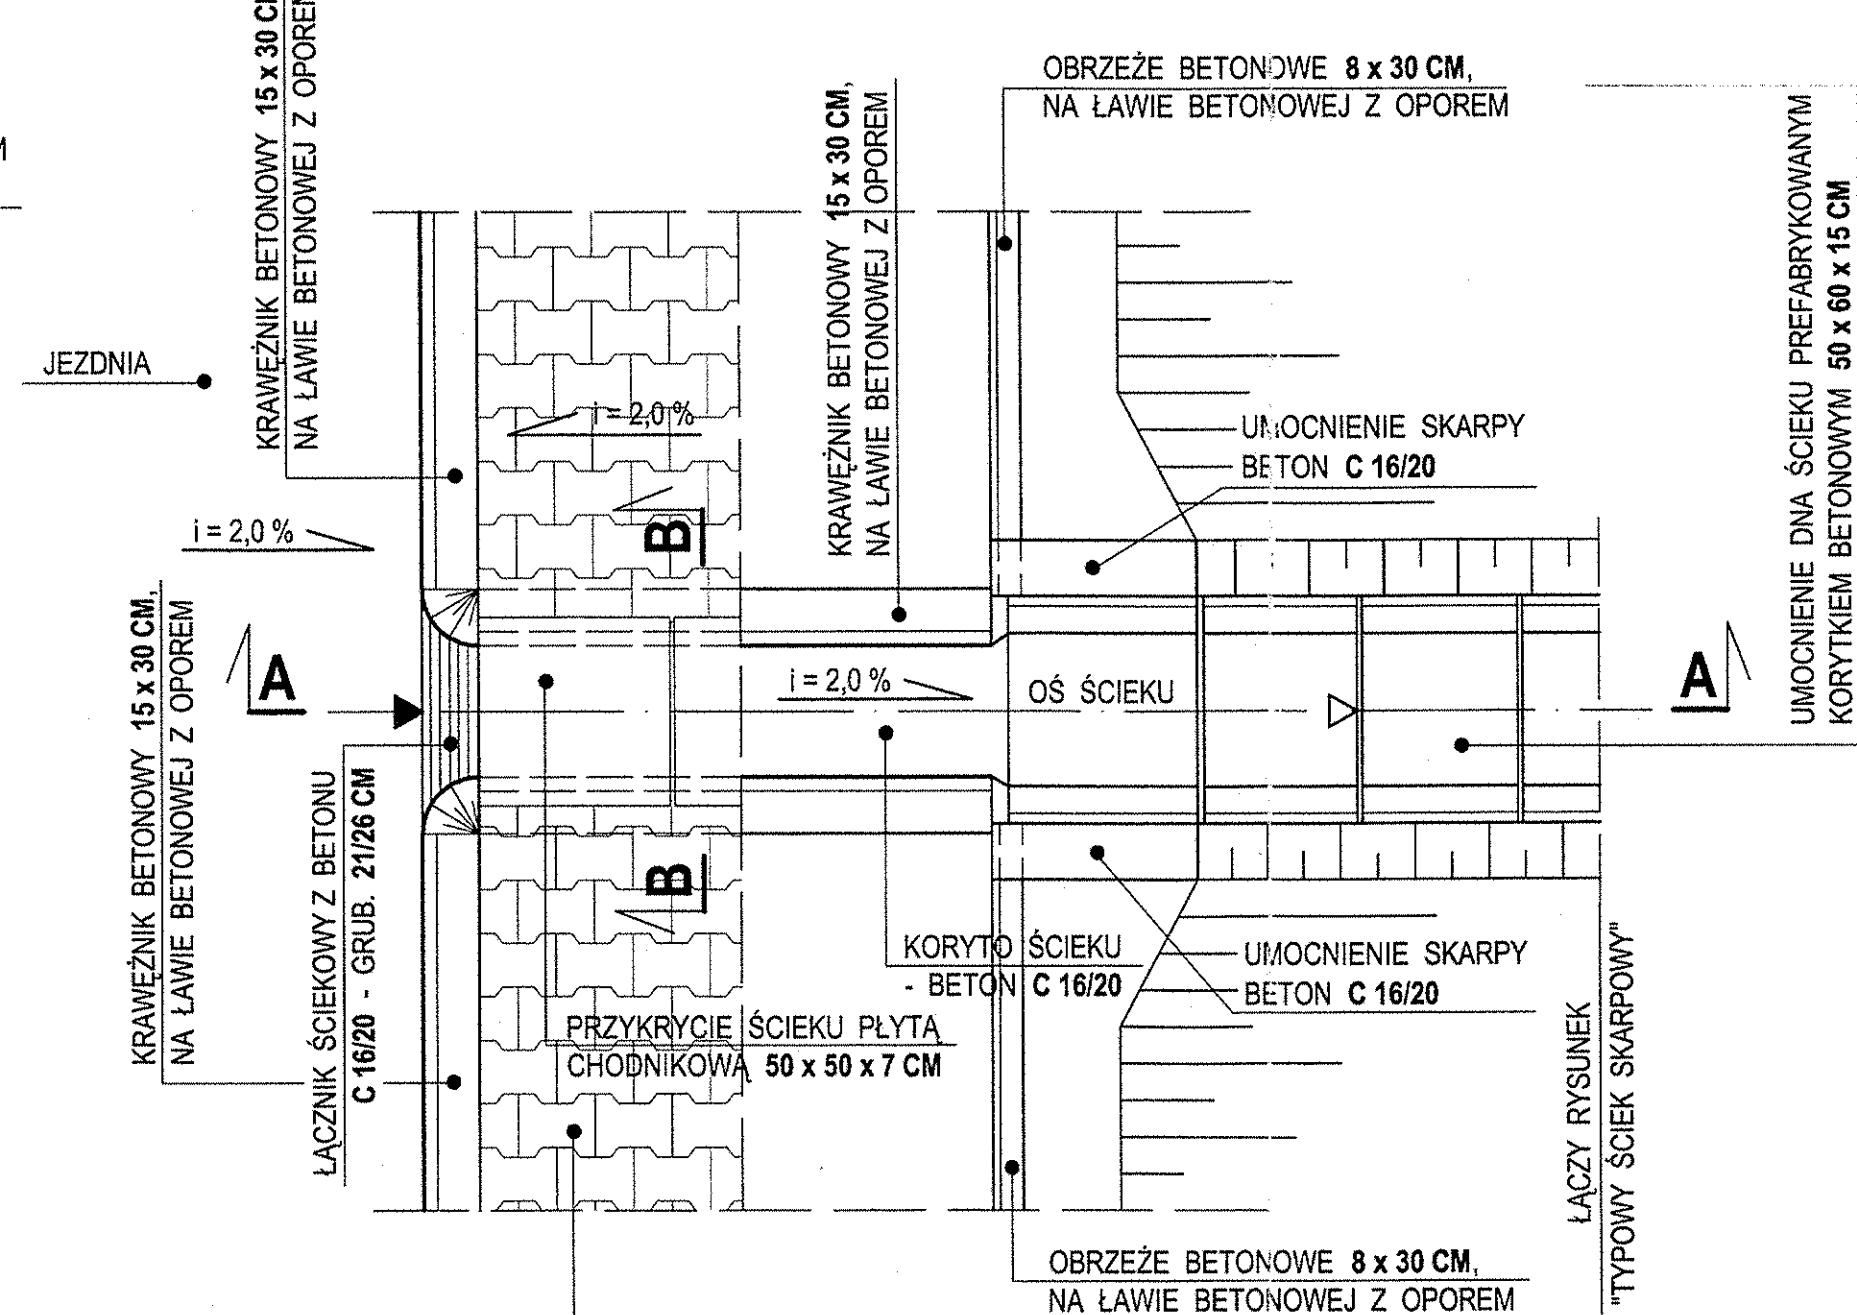 KRAWĘŻNIK BETONOWY 15 x 30 CM
NA ŁAWIE BETONOWEJ Z OPOREM
M
JEZDNIA
i = 2,0 %
KRAWĘŻNIK BETONOWY 15 x 30 CM,
NA ŁAWIE BETONOWEJ Z OPOREM
OBRZEŻE BETONOWE 8 x 30 CM,
NA ŁAWIE BETONOWEJ Z OPOREM
UMOCNIENIE DNA ŚCIEKU PREFABRYKOWANYM
KORYTKIEM BETONOWYM 50 x 60 x 15 CM
i = 2,0 %
B
UMOCNIENIE SKARPY
BETON C 16/20
KRAWĘŻNIK BETONOWY 15 x 30 CM,
NA ŁAWIE BETONOWEJ Z OPOREM
A
i = 2,0 %
OŚ ŚCIEKU
A
ŁĄCZNIK ŚCIEKOWY Z BETONU
C 16/20 - GRUB. 21/26 CM
B
KORYTO ŚCIEKU
- BETON C 16/20
UMOCNIENIE SKARPY
BETON C 16/20
PRZYKRYCIE ŚCIEKU PŁYTĄ
CHODNIKOWĄ 50 x 50 x 7 CM
ŁĄCZY RYSUNEK
"TYPOWY ŚCIEK SKARPOWY"
OBRZEŻE BETONOWE 8 x 30 CM,
NA ŁAWIE BETONOWEJ Z OPOREM